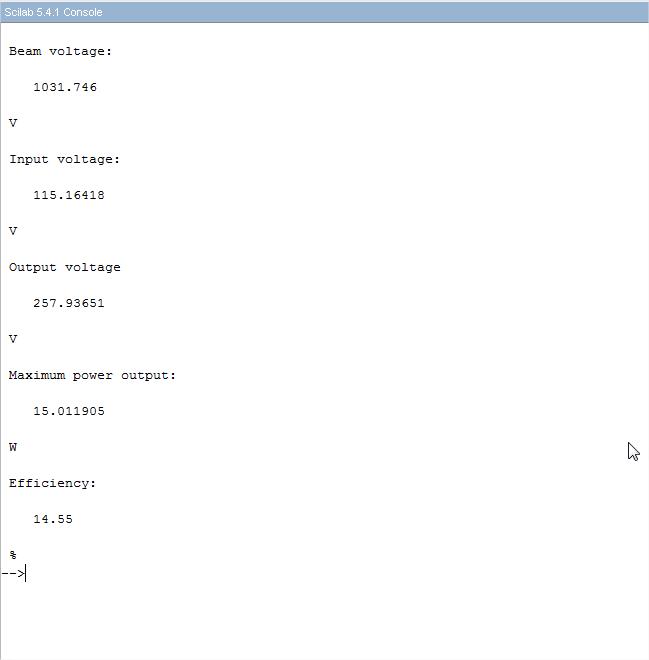 Scilab 5.4.1 Console
Beam voltage:
1031.746
V
Input voltage:
115.16418
V
Output voltage
257.93651
V
Maximum power output:
15.011905
W
Efficiency:
14.55
%
-->